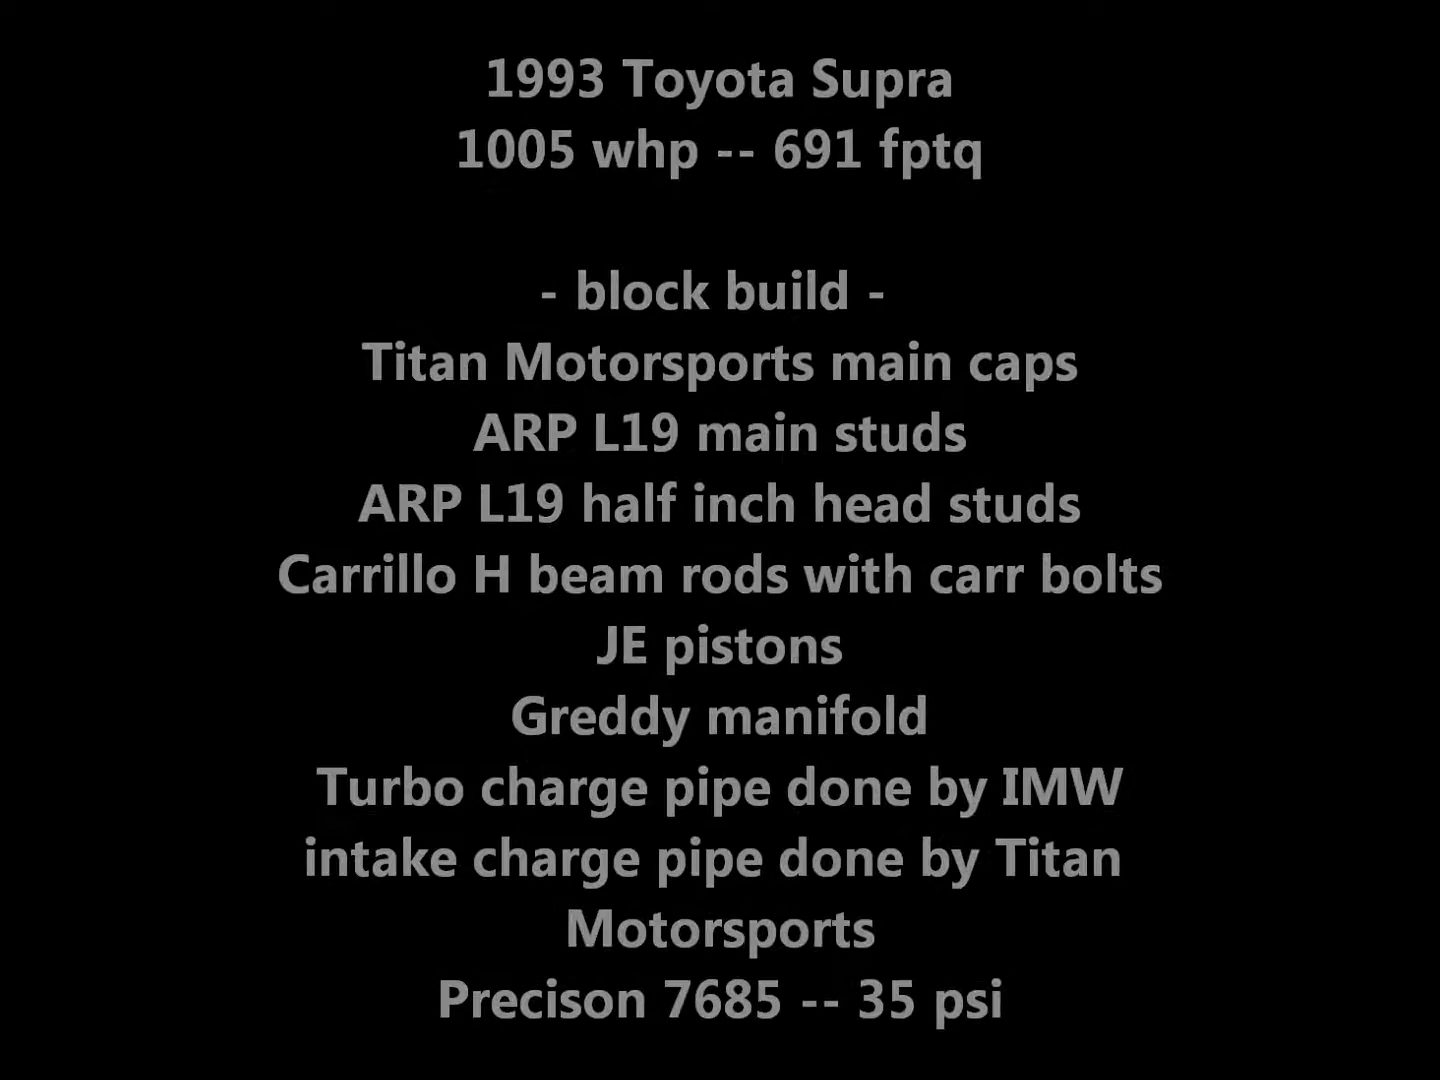 1993 Toyota Supra
1005 whp -- 691 fptq
- block build -
Titan Motorsports main caps
ARP L19 main studs
ARP L19 half inch head studs
Carrillo H beam rods with carr bolts
JE pistons
Greddy manifold
Turbo charge pipe done by IMW
intake charge pipe done by Titan
Motorsports
Precison 7685 -- 35 psi